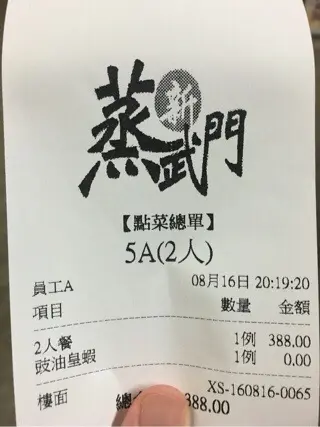 新
蒸武門
【點菜總單】
5A(2人)
員工A 08月16日 20:19:20
項目 數量 金額
2人餐 1例 388.00
豉油皇蝦 1例 0.00
樓面 XS-160816-0065
388.00